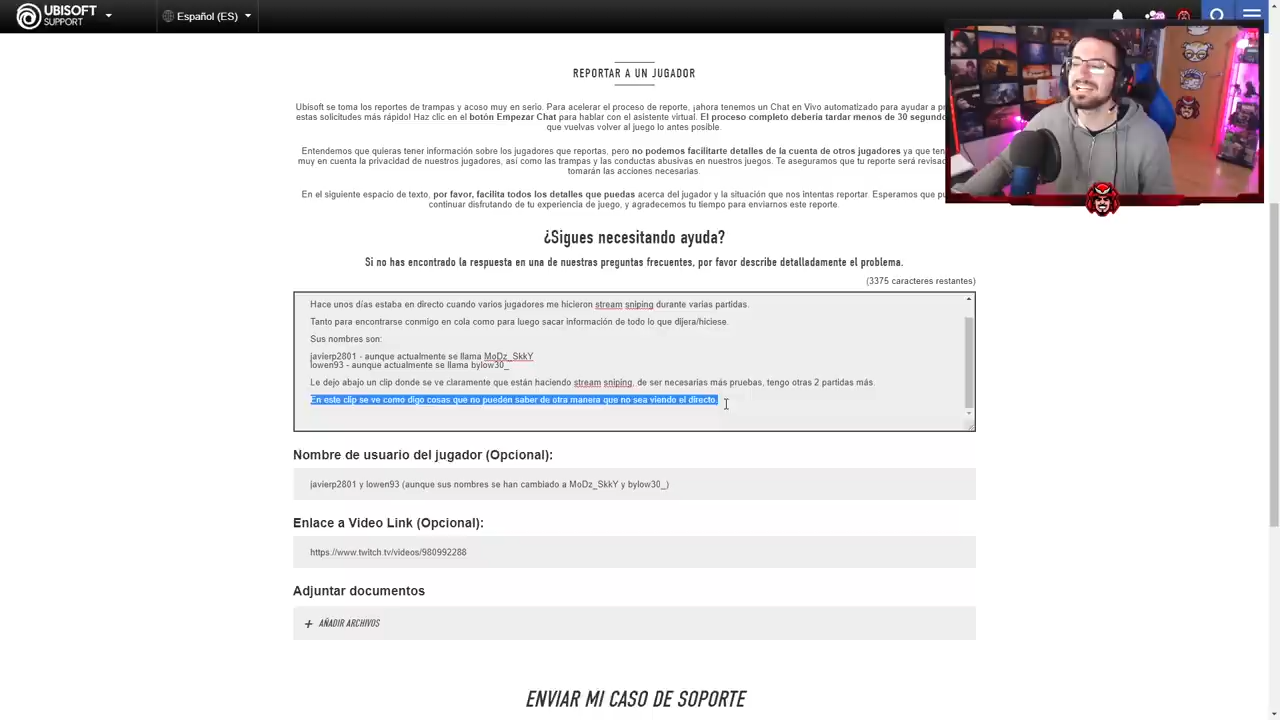 UBISOFT
SUPPORT
Español (ES)
REPORTAR A UN JUGADOR
Ubisoft se toma los reportes de trampas y acoso muy en serio. Para acelerar el proceso de reporte, ¡ahora tenemos un Chat en Vivo automatizado para ayudar a
estas solicitudes más rápido! Haz clic en el botón Empezar Chat para hablar con el asistente virtual. El proceso completo debería tardar menos de 30
que vuelvas volver al juego lo antes posible.
Entendemos que quieras tener información sobre los jugadores que reportas, pero no podemos facilitarte detalles de la cuenta de otros jugadores ya que
muy en cuenta la privacidad de nuestros jugadores, así como las trampas y las conductas abusivas en nuestros juegos. Te aseguramos que tu reporte será
tomarán las acciones necesarias.
En el siguiente espacio de texto, por favor, facilita todos los detalles que puedas acerca del jugador y la situación que nos intentas reportar. Esperamos que
continuar disfrutando de tu experiencia de juego, y agradecemos tu tiempo para enviarnos este reporte.
¿Sigues necesitando ayuda?
Si no has encontrado la respuesta en una de nuestras preguntas frecuentes, por favor describe detalladamente el problema.
(3375 caracteres restantes)
Hace unos días estaba en directo cuando varios jugadores me hicieron stream sniping durante varias partidas.
Tanto para encontrarse conmigo en cola como para luego sacar información de todo lo que dijera/hiciese.
Sus nombres son:
javierp2801 - aunque actualmente se llama MoDz_SkkY
lowen93 - aunque actualmente se llama bylow30_
Le dejo abajo un clip donde se ve claramente que están haciendo stream sniping, de ser necesarias más pruebas, tengo otras 2 partidas más.
En este clip se ve como digo cosas que no pueden saber de otra manera que no sea viendo el directo.
Nombre de usuario del jugador (Opcional):
javierp2801 y lowen93 (aunque sus nombres se han cambiado a MoDz_SkkY y bylow30_)
Enlace a Video Link (Opcional):
https://www.twitch.tv/videos/980992288
Adjuntar documentos
+ AÑADIR ARCHIVOS
ENVIAR MI CASO DE SOPORTE